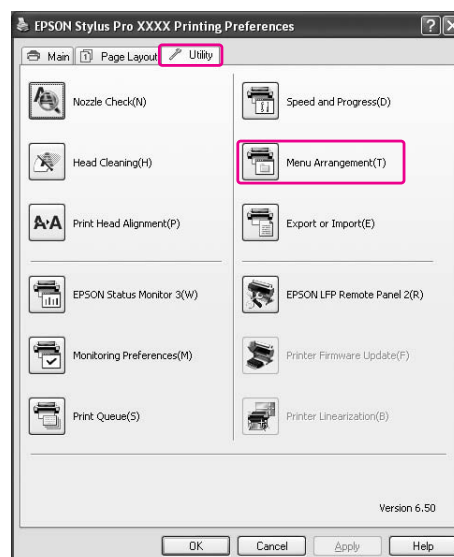 EPSON Stylus Pro XXXX Printing Preferences
Main
Page Layout
Utility
Nozzle Check(N)
Speed and Progress(D)
Head Cleaning(H)
Menu Arrangement(T)
A·A
Print Head Alignment(P)
Export or Import(E)
EPSON Status Monitor 3(W)
EPSON LFP Remote Panel 2(R)
Monitoring Preferences(M)
Printer Firmware Update(F)
Print Queue(S)
Printer Linearization(B)
Version 6.50
OK
Cancel
Apply
Help